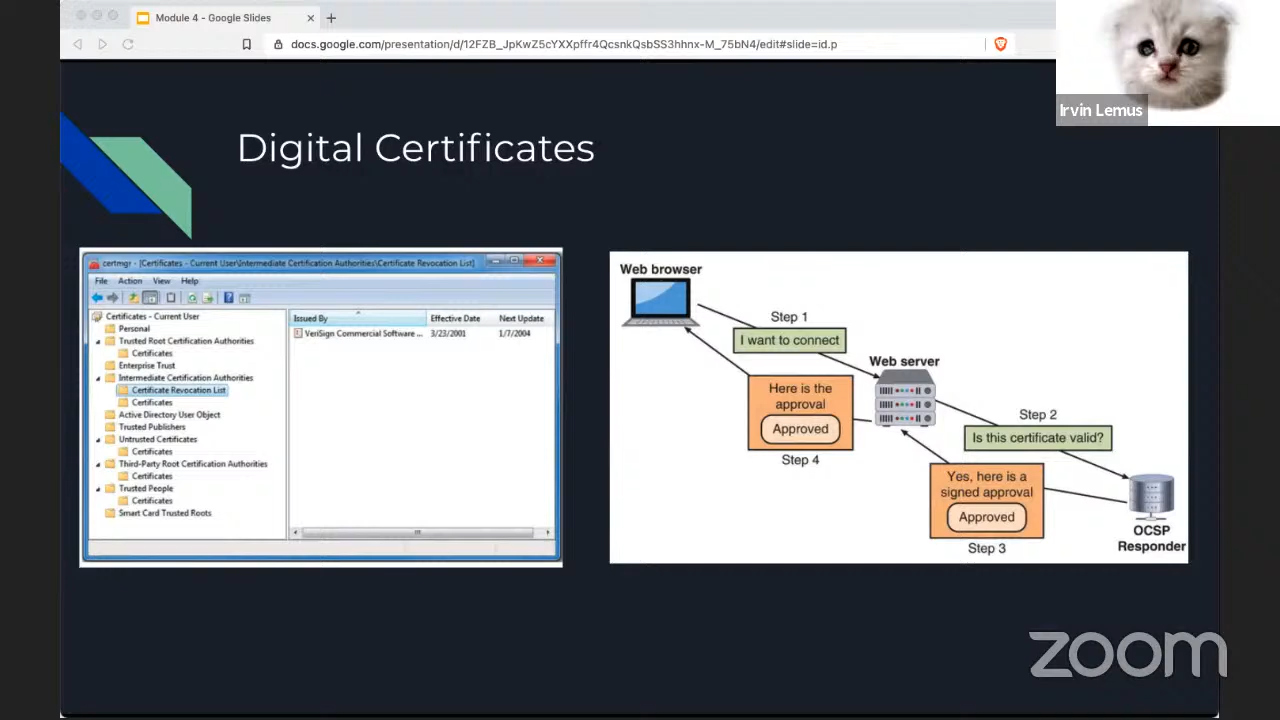 Module 4 - Google Slides
docs.google.com/presentation/d/12FZB_JpKwZ5cYXXpffr4QcsnkQsbSS3hhnx-M_75bN4/edit#slide=id.p
Irvin Lemus
Digital Certificates
certmgr - [Certificates - Current User\Intermediate Certification Authorities\Certificate Revocation List]
File Action View Help
Certificates - Current User
Personal
Trusted Root Certification Authorities
Certificates
Enterprise Trust
Intermediate Certification Authorities
Certificate Revocation List
Certificates
Active Directory User Object
Trusted Publishers
Untrusted Certificates
Certificates
Third-Party Root Certification Authorities
Certificates
Trusted People
Certificates
Smart Card Trusted Roots
Issued By Effective Date Next Update
VeriSign Commercial Software ... 3/23/2001 1/7/2004
Web browser
Step 1
I want to connect
Web server
Here is the
approval
Approved
Step 4
Step 2
Is this certificate valid?
Yes, here is a
signed approval
Approved
Step 3
OCSP
Responder
zoom